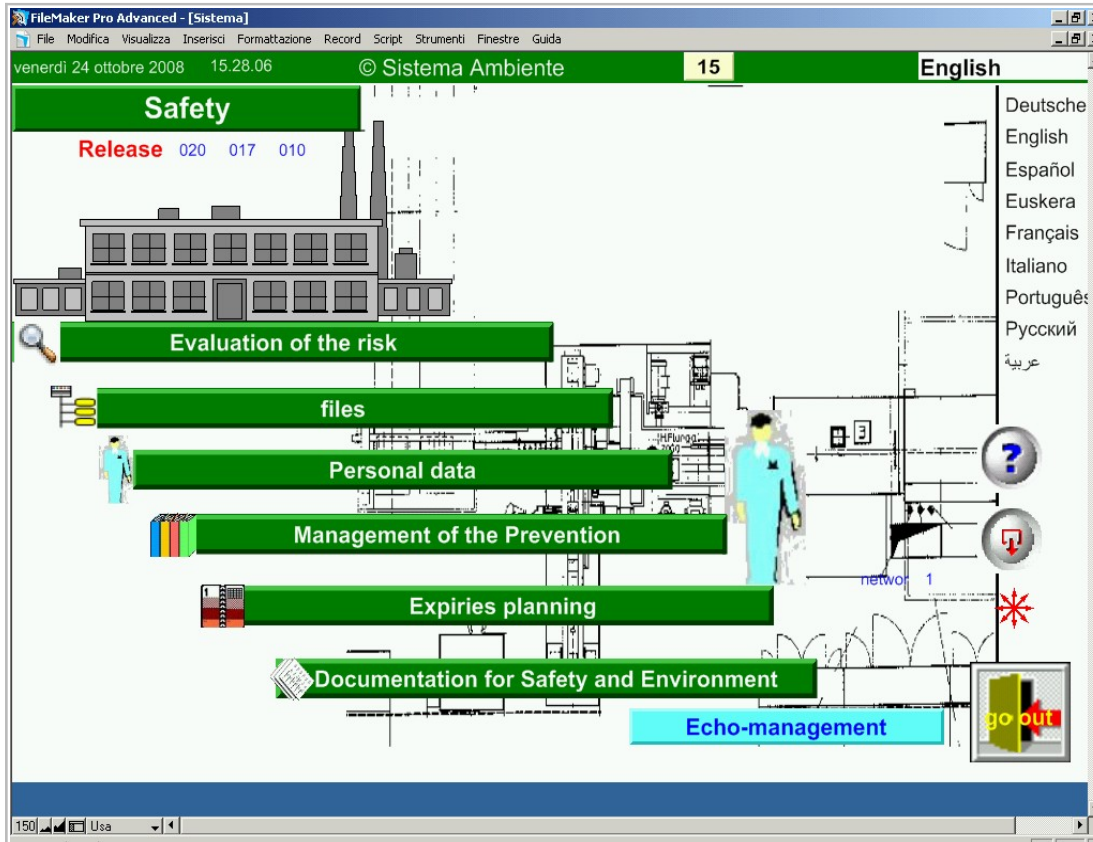 FileMaker Pro Advanced - [Sistema]
File Modifica Visualizza Inserisci Formattazione Record Script Strumenti Finestre Guida
venerdì 24 ottobre 2008 15.28.06 © Sistema Ambiente 15 English
Safety
Release 020 017 010
Deutsche
English
Español
Euskera
Français
Italiano
Português
Русский
عربية
Evaluation of the risk
files
Personal data
3
Management of the Prevention
networ 1
Expiries planning
Documentation for Safety and Environment
go out
Echo-management
150 Usa